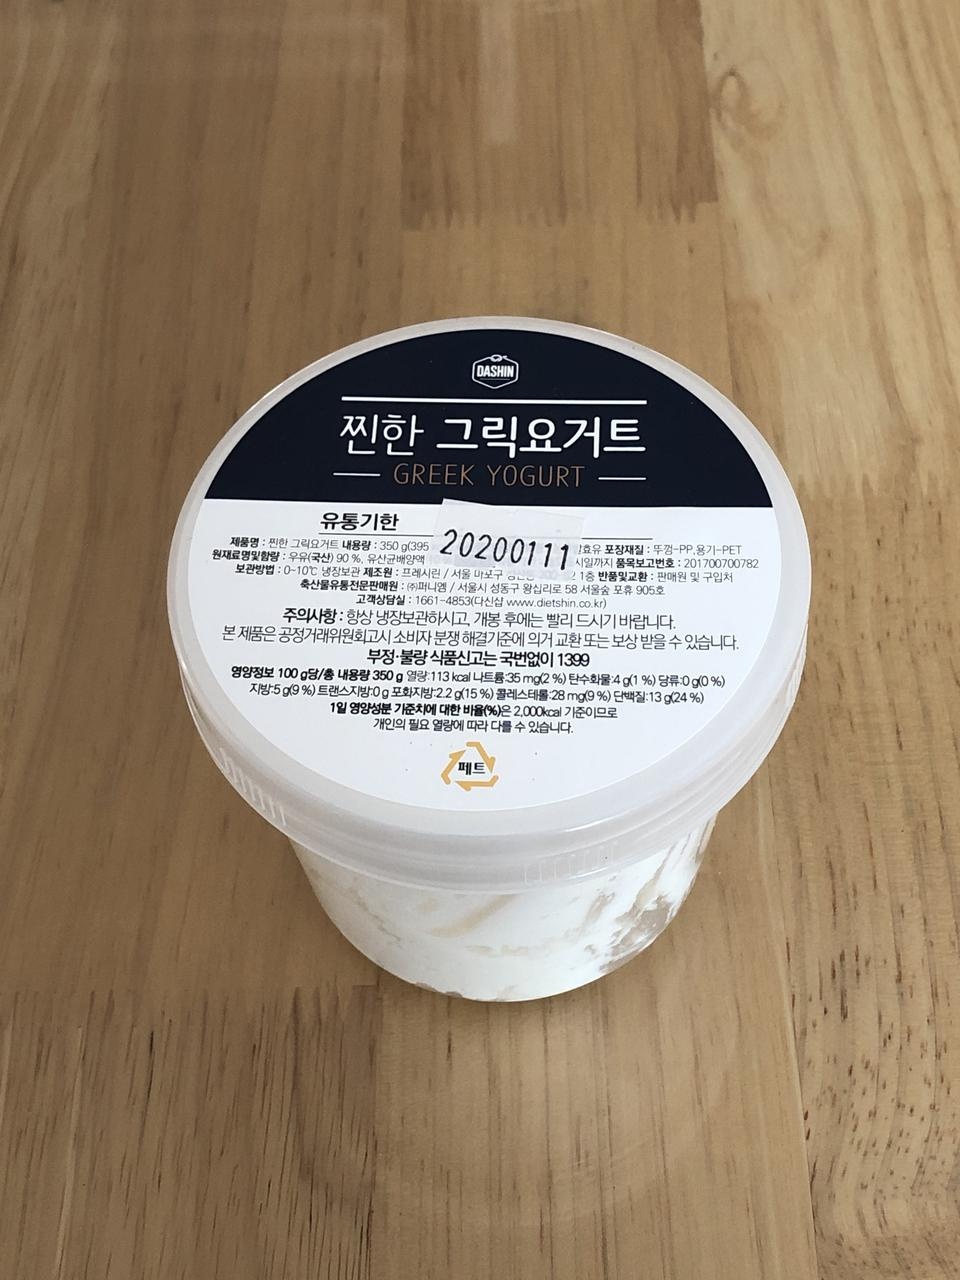 DASHIN
찐한 그릭요거트
GREEK YOGURT
유통기한
20200111
제품명 : 찐한 그릭요거트 내용량 : 350 g(395 발효유 포장재질 : 뚜껑-PP,용기-PET
원재료명및함량 : 우유(국산) 90 %, 유산균배양액 시일까지 품목보고번호 : 201700700782
보관방법 : 0~10℃ 냉장보관 제조원 : 프레시린 / 서울 마포구 1층 반품및교환 : 판매원 및 구입처
축산물유통전문판매원 : ㈜퍼니엠 / 서울시 성동구 왕십리로 58 서울숲 포휴 905호
고객상담실 : 1661-4853(다신샵 www.dietshin.co.kr)
주의사항 : 항상 냉장보관하시고, 개봉 후에는 빨리 드시기 바랍니다.
본 제품은 공정거래위원회고시 소비자 분쟁 해결기준에 의거 교환 또는 보상 받을 수 있습니다.
부정·불량 식품신고는 국번없이 1399
영양정보 100 g당/총 내용량 350 g 열량:113 kcal 나트륨:35 mg(2 %) 탄수화물:4 g(1 %) 당류:0 g(0 %)
지방:5 g(9 %) 트랜스지방:0 g 포화지방:2.2 g(15 %) 콜레스테롤:28 mg(9 %) 단백질:13 g(24 %)
1일 영양성분 기준치에 대한 비율(%)은 2,000kcal 기준이므로
개인의 필요 열량에 따라 다를 수 있습니다.
페트